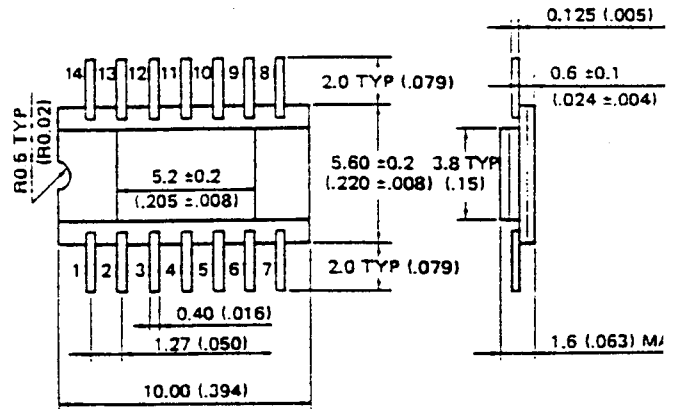 0.125 (.005)
14 13 12 11 10 9 8
2.0 TYP (.079)
0.6 ±0.1
(.024 ±.004)
R0.5 TYP
(R0.02)
5.2 ±0.2
(.205 ±.008)
5.60 ±0.2
(.220 ±.008)
3.8 TYP
(.15)
1 2 3 4 5 6 7
2.0 TYP (.079)
0.40 (.016)
1.27 (.050)
1.6 (.063)
10.00 (.394)